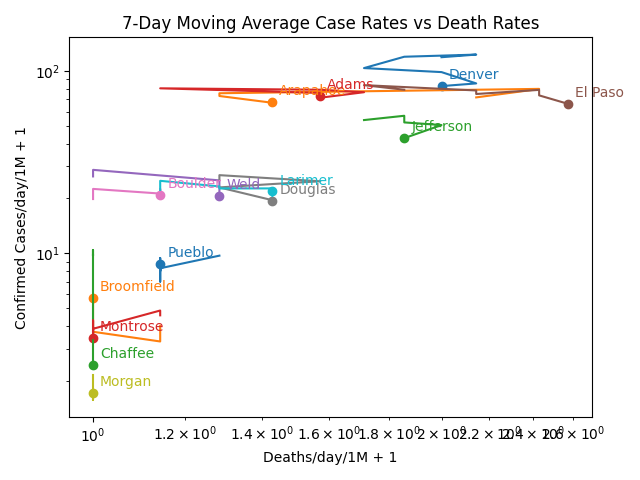 7-Day Moving Average Case Rates vs Death Rates
Confirmed Cases/day/1M + 1
10²
10¹
Denver
Adams
Arapahoe
El Paso
Jefferson
Boulder
Weld
Larimer
Douglas
Pueblo
Broomfield
Montrose
Chaffee
Morgan
10⁰
1.2 × 10⁰
1.4 × 10⁰
1.6 × 10⁰
1.8 × 10⁰
2 × 10⁰
2.2 × 10⁰
2.4 × 10⁰
2.6 × 10⁰
Deaths/day/1M + 1